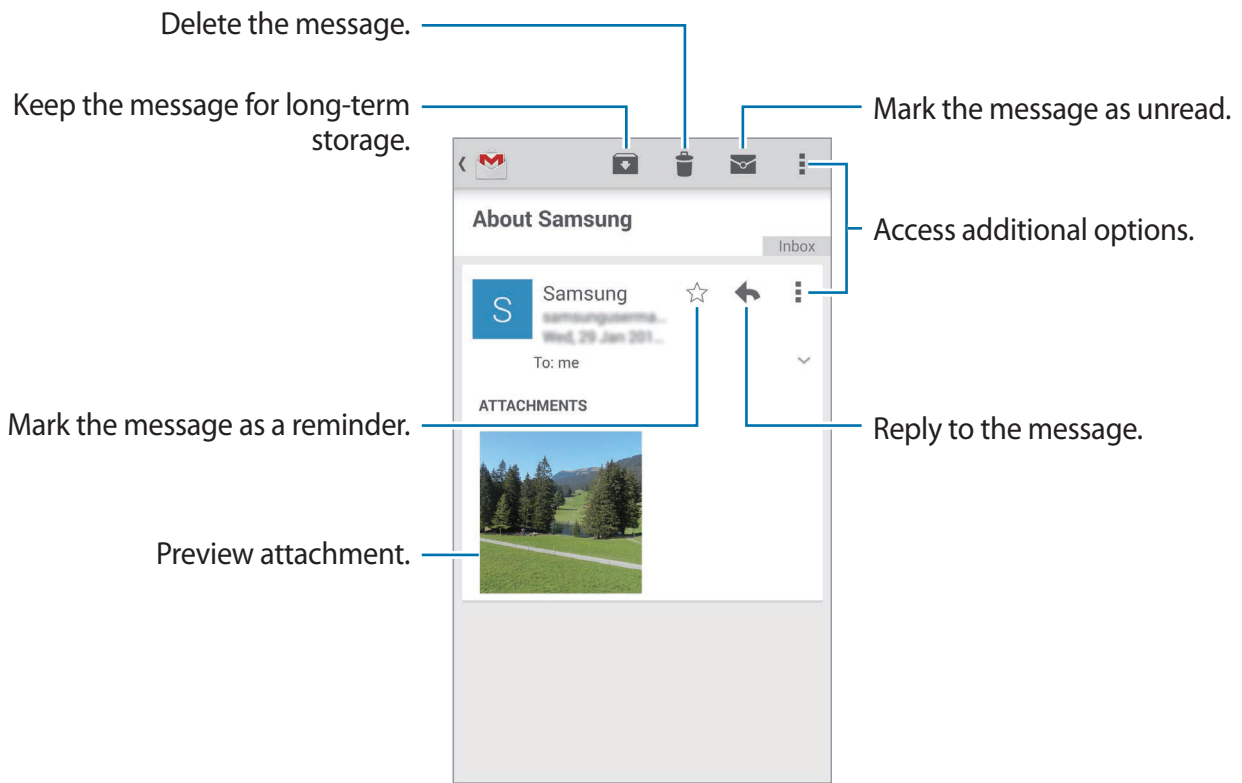 Delete the message.
Keep the message for long-term
storage.
Mark the message as unread.
About Samsung
Inbox
Access additional options.
S
Samsung
To: me
ATTACHMENTS
Mark the message as a reminder.
Reply to the message.
Preview attachment.